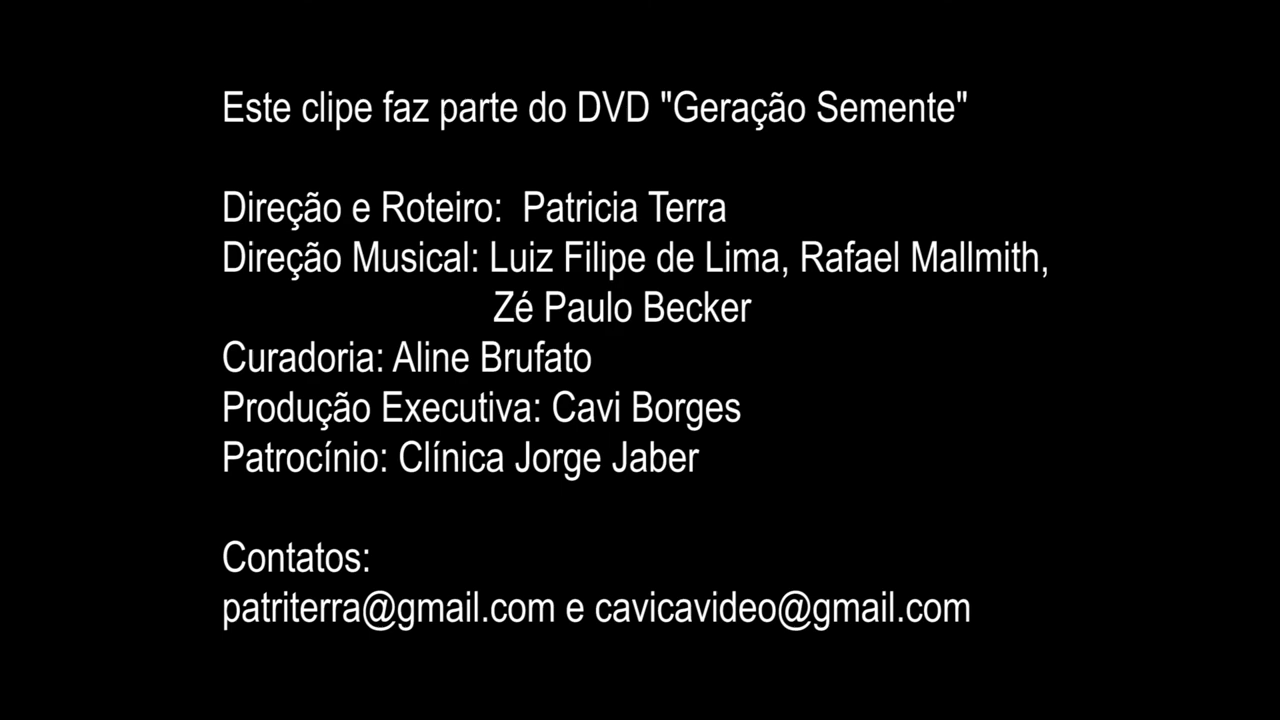 Este clipe faz parte do DVD "Geração Semente"
Direção e Roteiro:  Patricia Terra
Direção Musical: Luiz Filipe de Lima, Rafael Mallmith,
Zé Paulo Becker
Curadoria: Aline Brufato
Produção Executiva: Cavi Borges
Patrocínio: Clínica Jorge Jaber
Contatos:
patriterra@gmail.com e cavicavideo@gmail.com